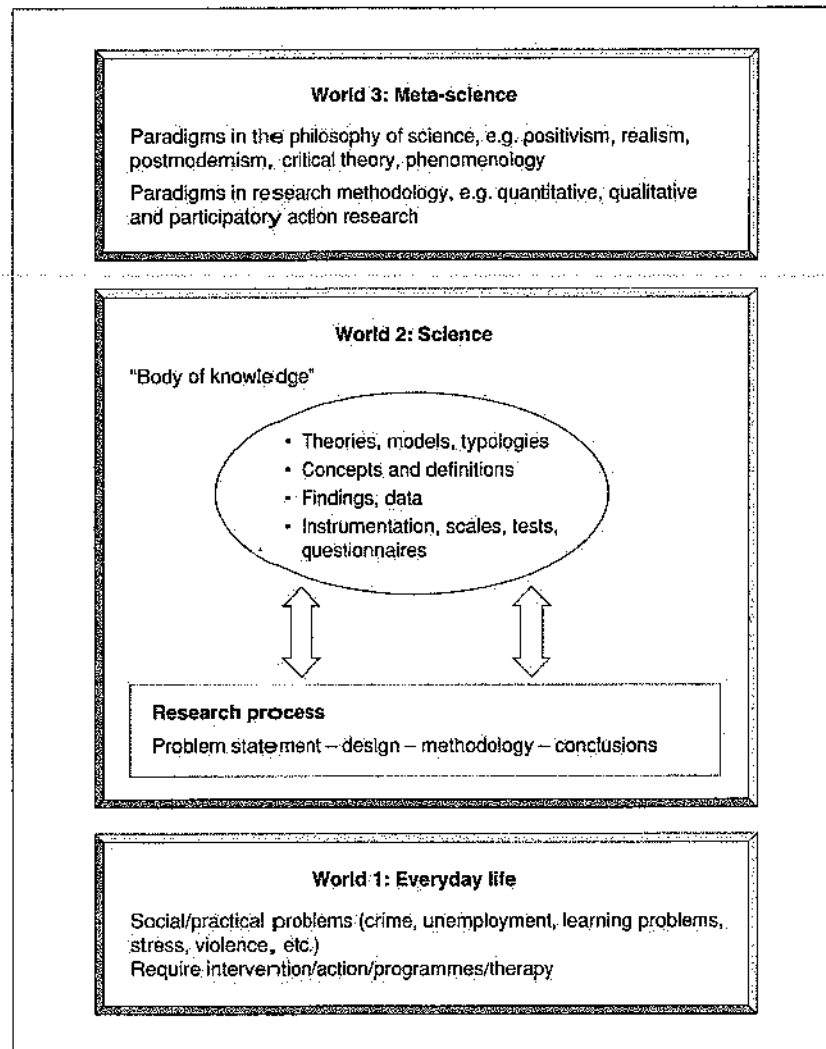 World 3: Meta-science
Paradigms in the philosophy of science, e.g. positivism, realism,
postmodernism, critical theory, phenomenology
Paradigms in research methodology, e.g. quantitative, qualitative
and participatory action research
World 2: Science
"Body of knowledge"
• Theories, models, typologies
• Concepts and definitions
• Findings, data
• Instrumentation, scales, tests,
questionnaires
Research process
Problem statement – design – methodology – conclusions
World 1: Everyday life
Social/practical problems (crime, unemployment, learning problems,
stress, violence, etc.)
Require intervention/action/programmes/therapy